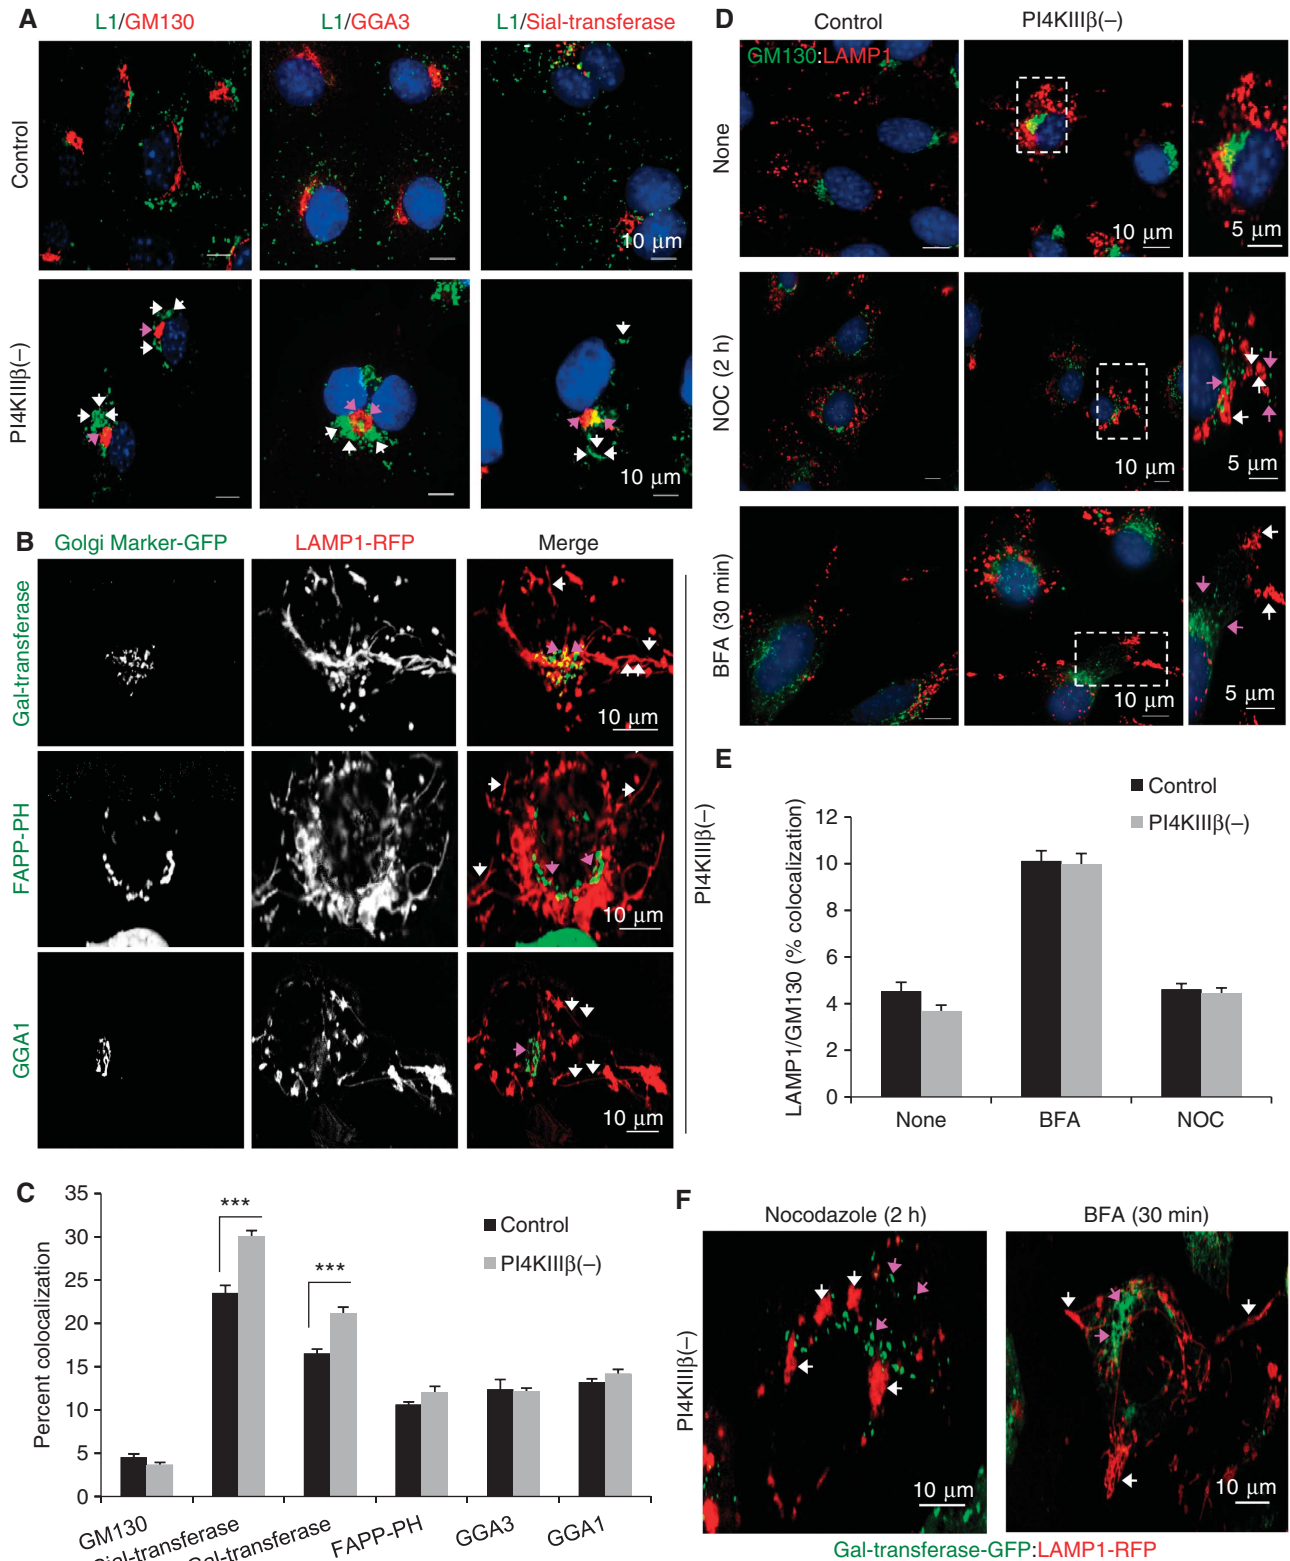 A
L1/GM130
L1/GGA3
L1/Sial-transferase
Control
10 μm
PI4KIIIβ(–)
10 μm
B
Golgi Marker-GFP
LAMP1-RFP
Merge
Gal-transferase
10 μm
FAPP-PH
10 μm
GGA1
10 μm
PI4KIIIβ(–)
C
35
30
25
20
15
10
5
0
Percent colocalization
***
***
Control
PI4KIIIβ(–)
GM130
Sial-transferase
Gal-transferase
FAPP-PH
GGA3
GGA1
D
Control
PI4KIIIβ(–)
GM130:LAMP1
None
10 μm
5 μm
NOC (2 h)
10 μm
5 μm
BFA (30 min)
10 μm
5 μm
E
Control
PI4KIIIβ(–)
12
10
8
6
4
2
0
LAMP1/GM130 (% colocalization)
None
BFA
NOC
F
Nocodazole (2 h)
BFA (30 min)
PI4KIIIβ(–)
10 μm
10 μm
Gal-transferase-GFP:LAMP1-RFP